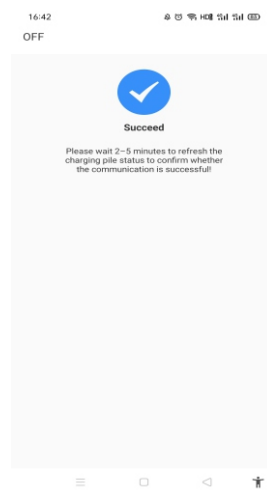 16:42
OFF
Succeed
Please wait 2-5 minutes to refresh the
charging pile status to confirm whether
the communication is successful!